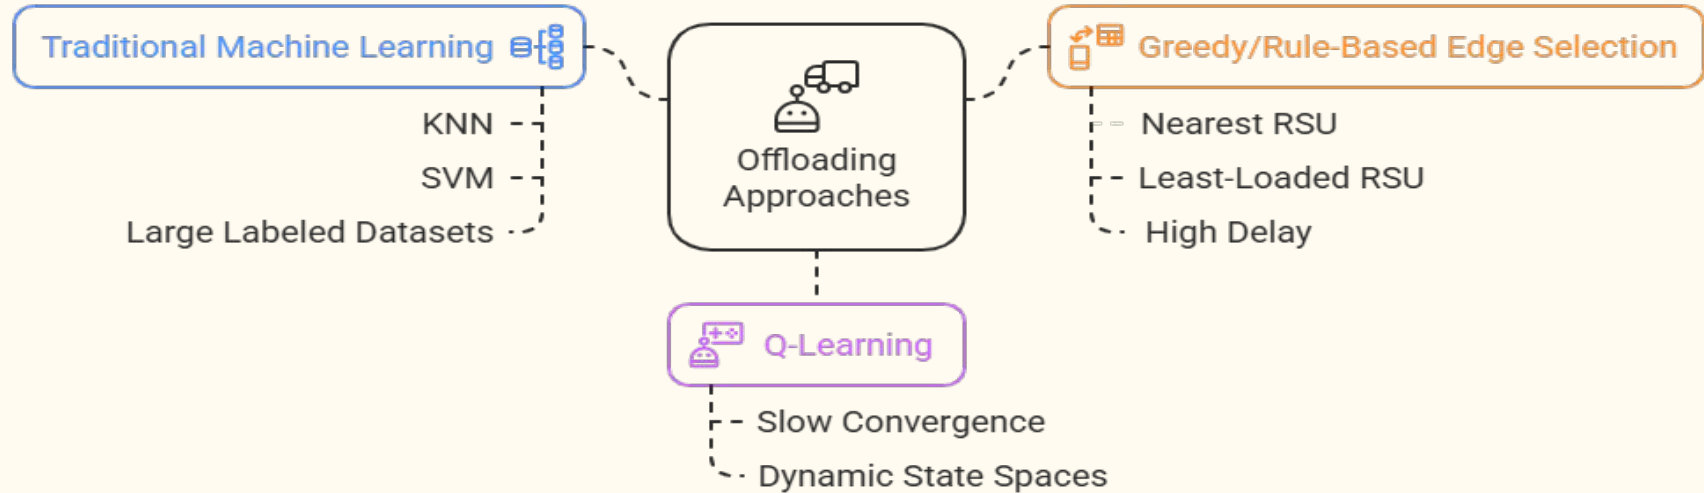 Traditional Machine Learning
KNN
SVM
Large Labeled Datasets
Offloading
Approaches
Greedy/Rule-Based Edge Selection
Nearest RSU
Least-Loaded RSU
High Delay
Q-Learning
Slow Convergence
Dynamic State Spaces